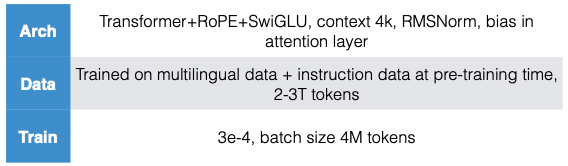 Arch
Transformer+RoPE+SwiGLU, context 4k, RMSNorm, bias in
attention layer
Data
Trained on multilingual data + instruction data at pre-training time,
2-3T tokens
Train
3e-4, batch size 4M tokens